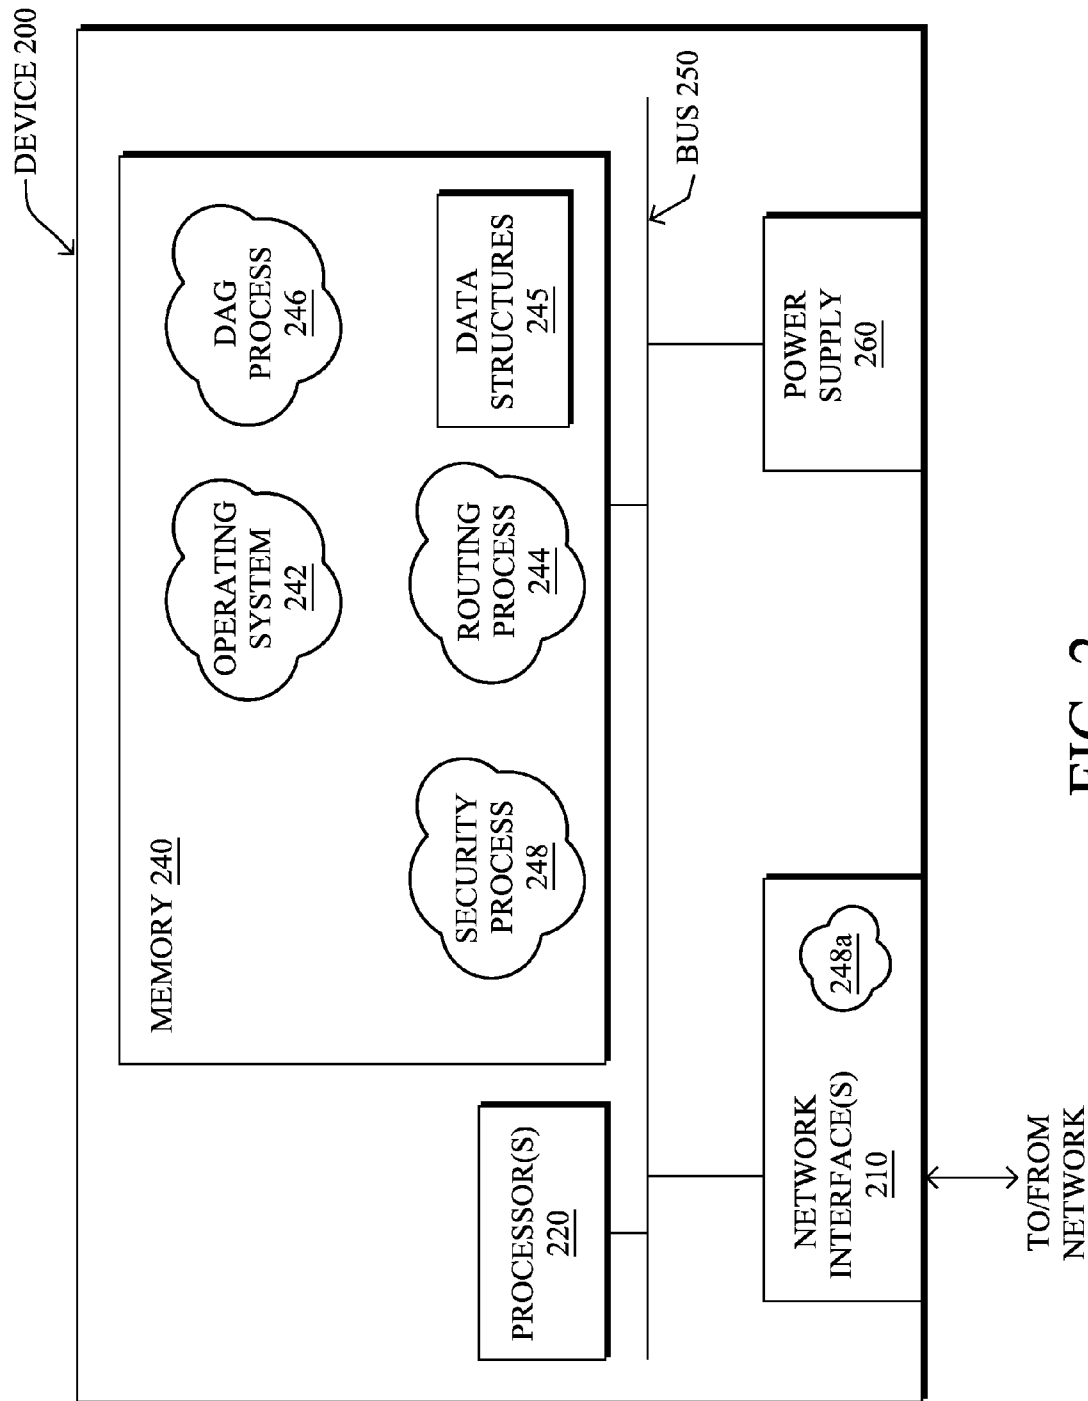 DEVICE 200
MEMORY 240
OPERATING
SYSTEM
242
DAG
PROCESS
246
SECURITY
PROCESS
248
ROUTING
PROCESS
244
DATA
STRUCTURES
245
PROCESSOR(S)
220
BUS 250
NETWORK
INTERFACE(S)
210
248a
POWER
SUPPLY
260
TO/FROM
NETWORK
FIG. 2